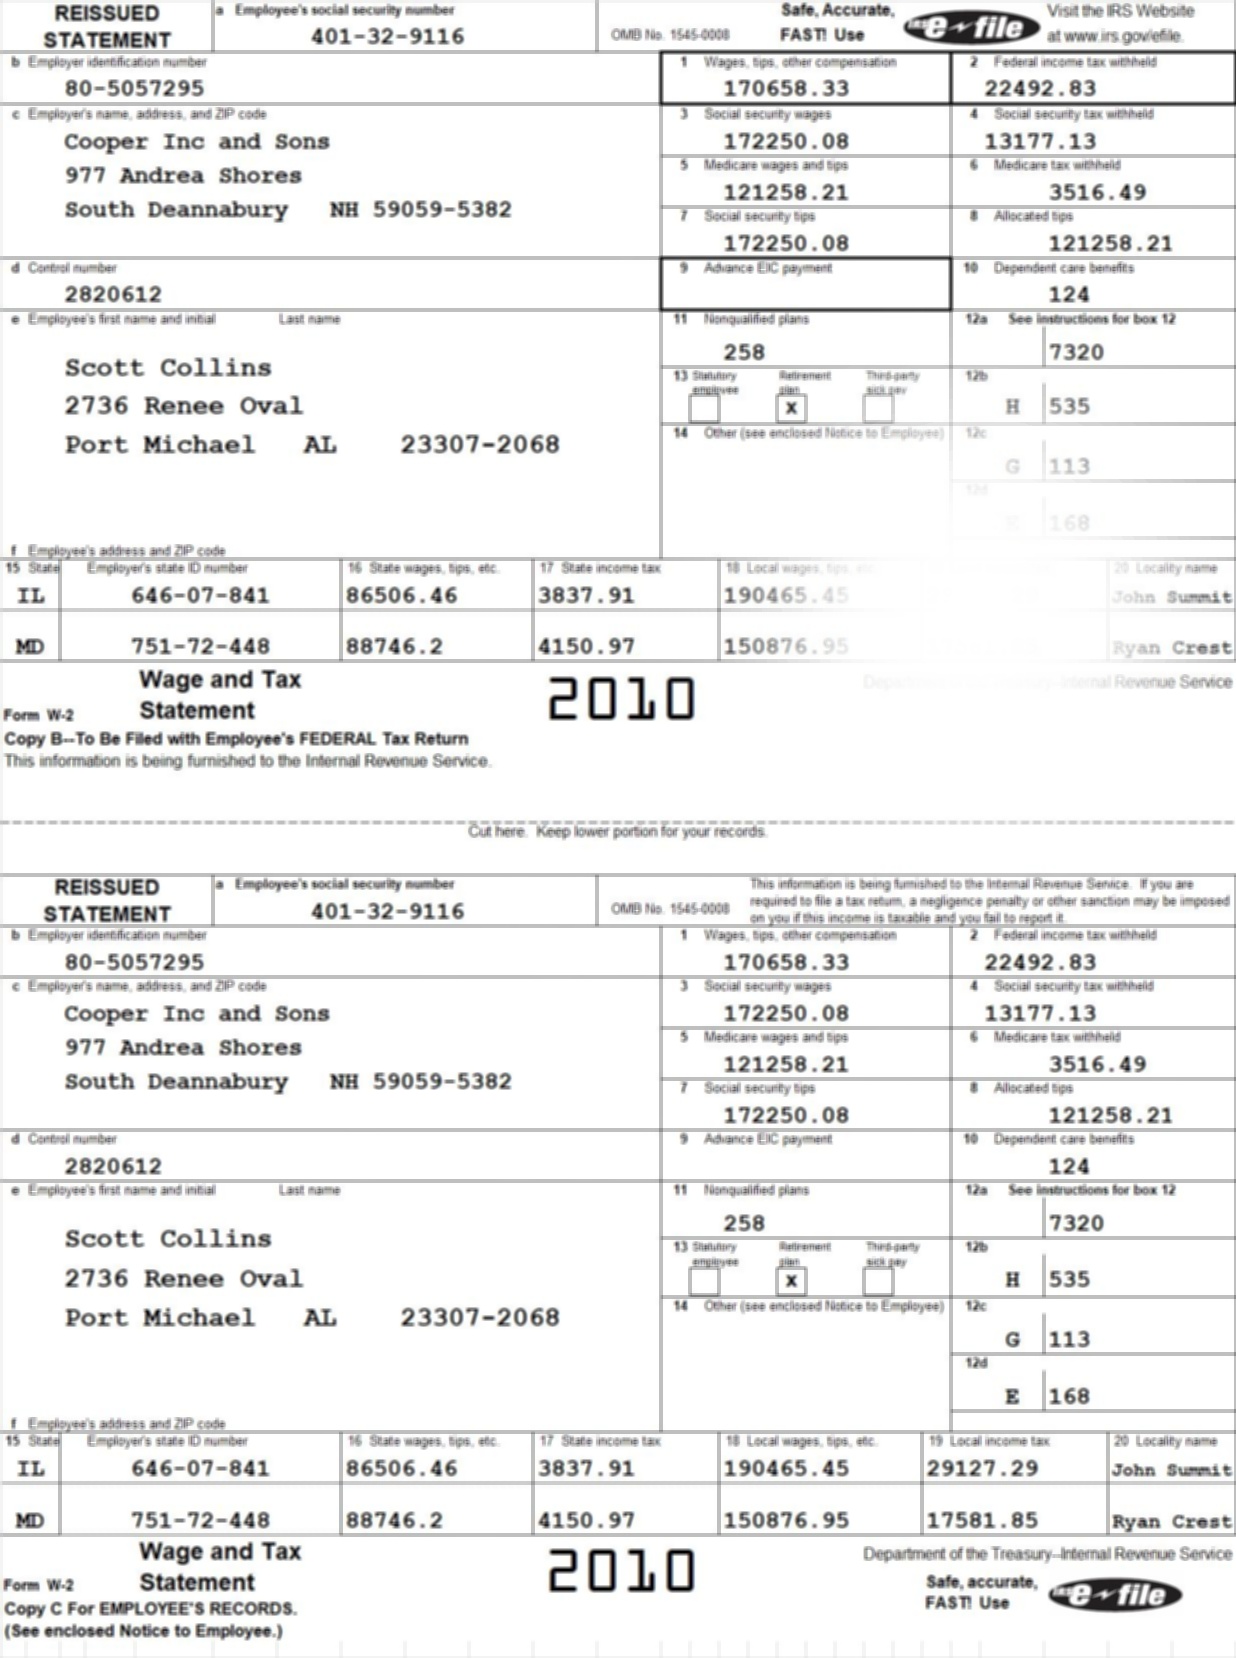 REISSUED STATEMENT
a Employee's social security number
401-32-9116
OMB No. 1545-0008
Safe, Accurate, FAST! Use
IRS e~file
Visit the IRS Website at www.irs.gov/efile.
b Employer identification number
80-5057295
1 Wages, tips, other compensation
170658.33
2 Federal income tax withheld
22492.83
c Employer's name, address, and ZIP code
Cooper Inc and Sons
977 Andrea Shores
South Deannabury NH 59059-5382
3 Social security wages
172250.08
4 Social security tax withheld
13177.13
5 Medicare wages and tips
121258.21
6 Medicare tax withheld
3516.49
7 Social security tips
172250.08
8 Allocated tips
121258.21
d Control number
2820612
9 Advance EIC payment
10 Dependent care benefits
124
e Employee's first name and initial Last name
Scott Collins
2736 Renee Oval
Port Michael AL 23307-2068
11 Nonqualified plans
258
12a See instructions for box 12
7320
13 Statutory employee Retirement plan Third-party sick pay
X
12b
H 535
14 Other (see enclosed Notice to Employee)
12c
G 113
12d
168
f Employee's address and ZIP code
15 State Employer's state ID number 16 State wages, tips, etc. 17 State income tax 18 Local wages, tips, etc. 20 Locality name
IL 646-07-841 86506.46 3837.91 190465.45 John Summit
MD 751-72-448 88746.2 4150.97 150876.95 Ryan Crest
Form W-2 Wage and Tax Statement
2010
Department of the Treasury--Internal Revenue Service
Copy B--To Be Filed with Employee's FEDERAL Tax Return
This information is being furnished to the Internal Revenue Service.
Cut here. Keep lower portion for your records.
REISSUED STATEMENT
a Employee's social security number
401-32-9116
OMB No. 1545-0008
This information is being furnished to the Internal Revenue Service. If you are
required to file a tax return, a negligence penalty or other sanction may be imposed
on you if this income is taxable and you fail to report it.
b Employer identification number
80-5057295
1 Wages, tips, other compensation
170658.33
2 Federal income tax withheld
22492.83
c Employer's name, address, and ZIP code
Cooper Inc and Sons
977 Andrea Shores
South Deannabury NH 59059-5382
3 Social security wages
172250.08
4 Social security tax withheld
13177.13
5 Medicare wages and tips
121258.21
6 Medicare tax withheld
3516.49
7 Social security tips
172250.08
8 Allocated tips
121258.21
d Control number
2820612
9 Advance EIC payment
10 Dependent care benefits
124
e Employee's first name and initial Last name
Scott Collins
2736 Renee Oval
Port Michael AL 23307-2068
11 Nonqualified plans
258
12a See instructions for box 12
7320
13 Statutory employee Retirement plan Third-party sick pay
X
12b
H 535
14 Other (see enclosed Notice to Employee)
12c
G 113
12d
E 168
f Employee's address and ZIP code
15 State Employer's state ID number 16 State wages, tips, etc. 17 State income tax 18 Local wages, tips, etc. 19 Local income tax 20 Locality name
IL 646-07-841 86506.46 3837.91 190465.45 29127.29 John Summit
MD 751-72-448 88746.2 4150.97 150876.95 17581.85 Ryan Crest
Form W-2 Wage and Tax Statement
2010
Department of the Treasury--Internal Revenue Service
Safe, accurate, FAST! Use
IRS e~file
Copy C For EMPLOYEE'S RECORDS.
(See enclosed Notice to Employee.)